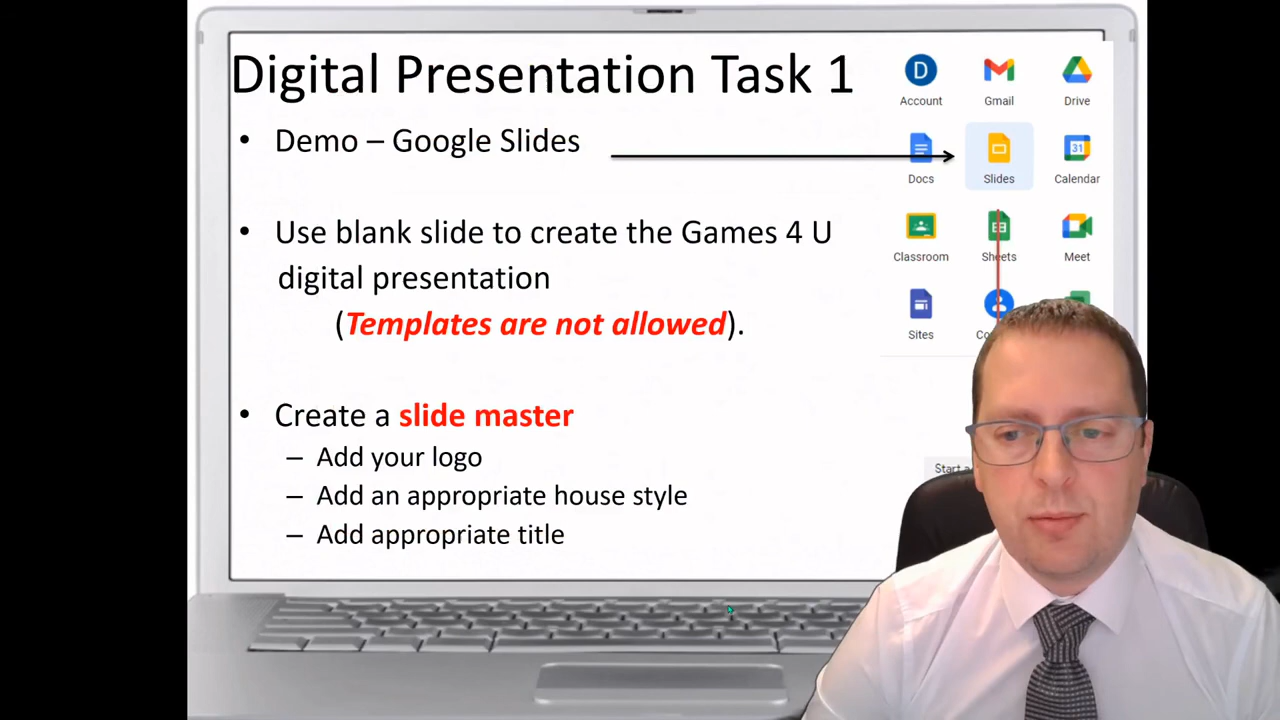 Digital Presentation Task 1
• Demo – Google Slides
• Use blank slide to create the Games 4 U
digital presentation
(Templates are not allowed).
• Create a slide master
– Add your logo
– Add an appropriate house style
– Add appropriate title
D
Account Gmail Drive
31
Docs Slides Calendar
Classroom Sheets Meet
Sites
Start a